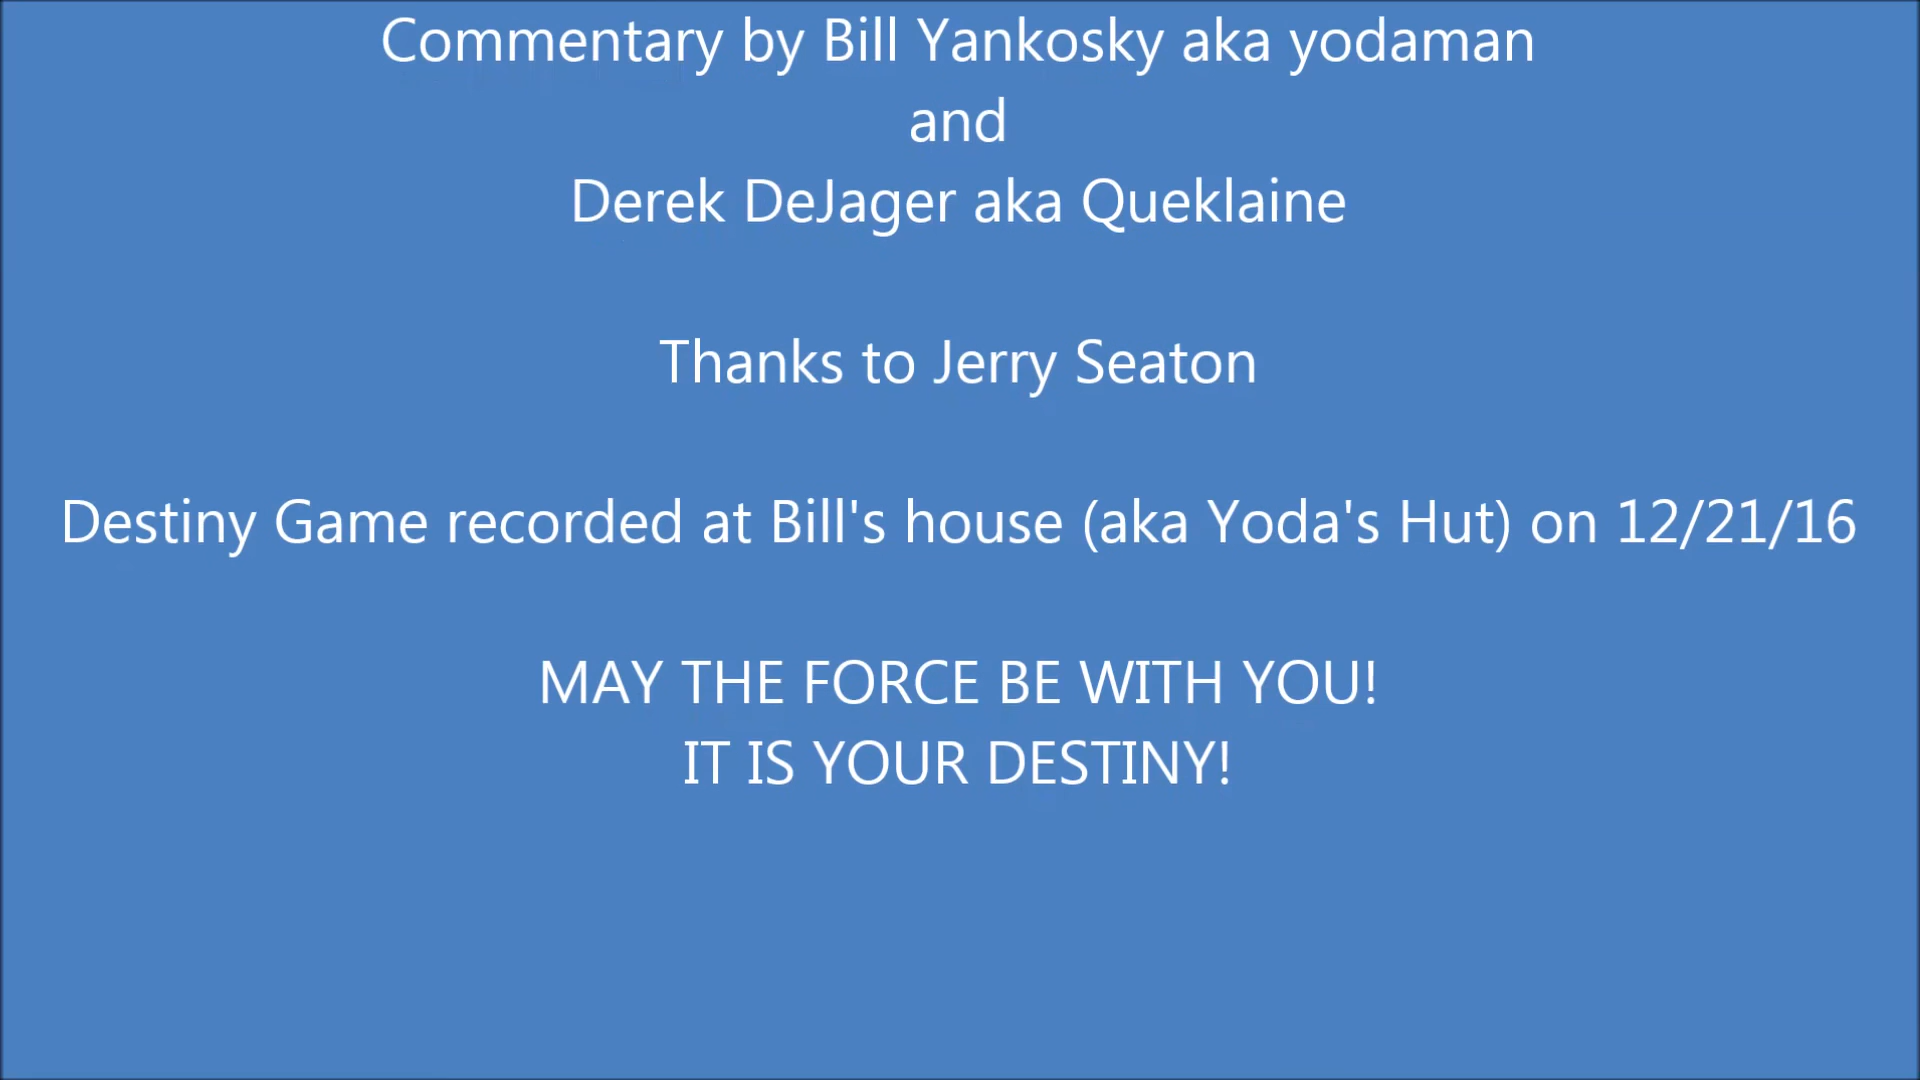 Commentary by Bill Yankosky aka yodaman
and
Derek DeJager aka Queklaine
Thanks to Jerry Seaton
Destiny Game recorded at Bill's house (aka Yoda's Hut) on 12/21/16
MAY THE FORCE BE WITH YOU!
IT IS YOUR DESTINY!